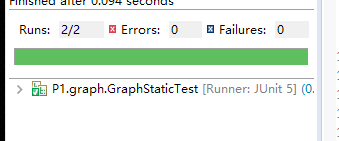 Finished after 0.094 seconds
Runs: 2/2 Errors: 0 Failures: 0
P1.graph.GraphStaticTest [Runner: JUnit 5] (0.